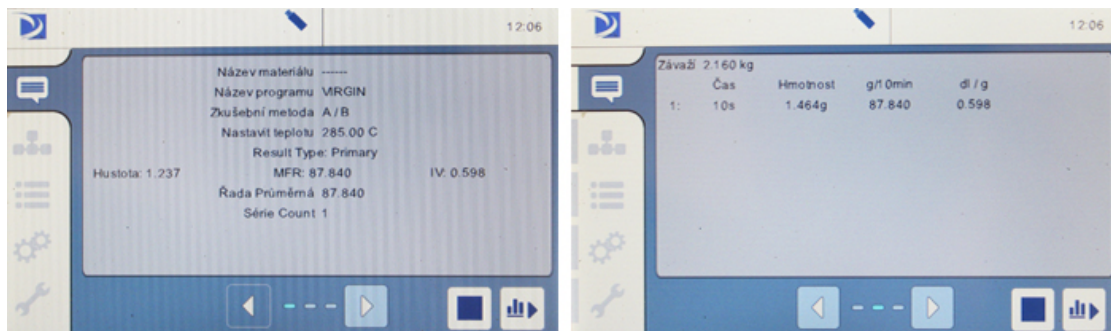 12:06
Název materiálu ------
Název programu VIRGIN
Zkušební metoda A / B
Nastavit teplotu 285.00 C
Result Type: Primary
Hustota: 1.237 MFR: 87.840 IV: 0.598
Řada Průměrná 87.840
Série Count 1
12:06
Závaží 2.160 kg
Čas Hmotnost g/10min dl / g
1: 10s 1.464g 87.840 0.598